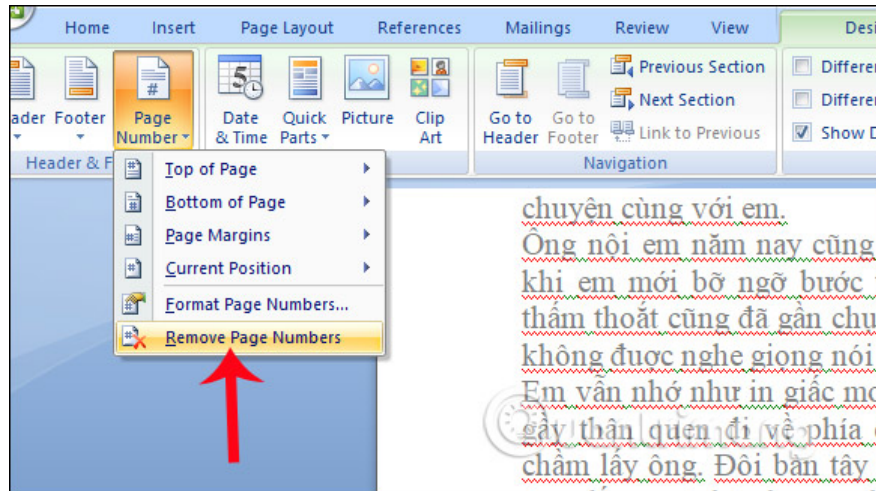 Home Insert Page Layout References Mailings Review View Desi
ader Footer Page Number Date & Time Quick Parts Picture Clip Art Go to Header Go to Footer Previous Section Next Section Link to Previous Differe Differe Show D
Header & F Navigation
Top of Page
Bottom of Page
Page Margins
Current Position
Format Page Numbers...
Remove Page Numbers
chuyện cùng với em.
Ông nội em năm nay cũng
khi em mới bỡ ngỡ bước
thấm thoắt cũng đã gần chu
không được nghe giọng nói
Em vẫn nhớ như in giấc mơ
gầy thân quen đi về phía
chầm lấy ông. Đôi bàn tây